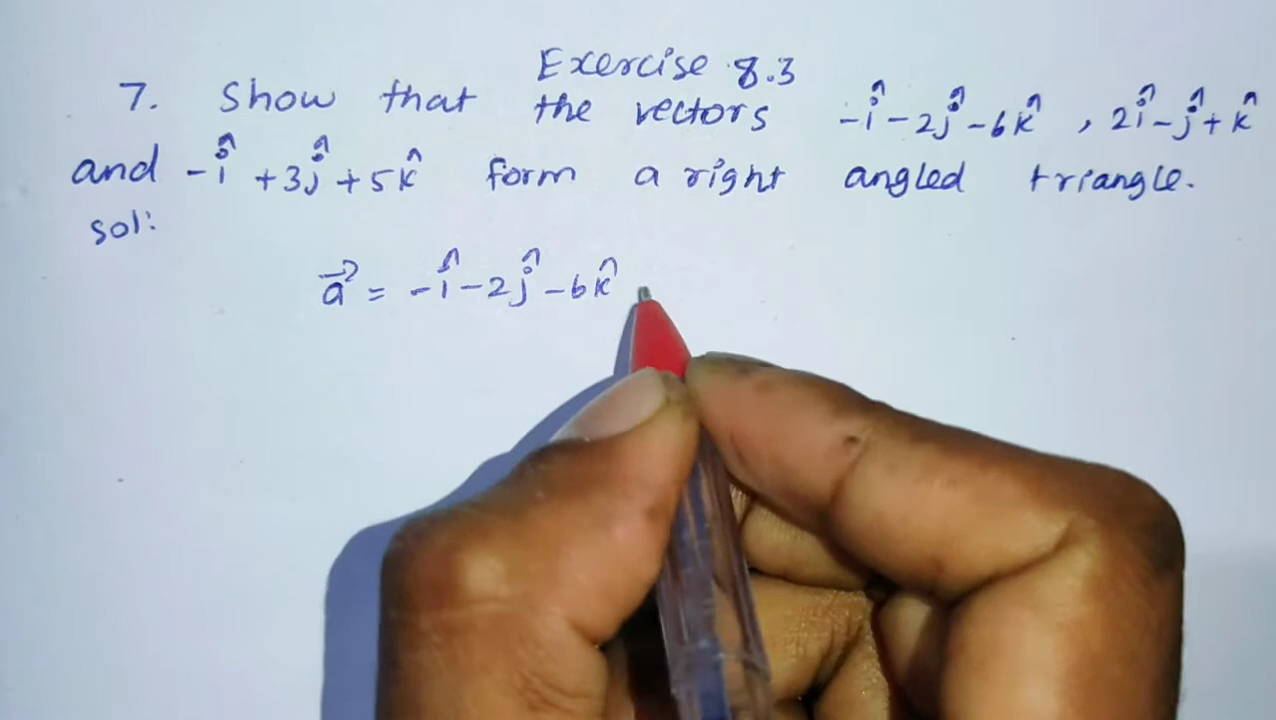 Exercise 8.3
7. Show that the vectors -î - 2ĵ - 6k̂ , 2î - ĵ + k̂
and -î + 3ĵ + 5k̂ form a right angled triangle.
sol:
a⃗ = -î - 2ĵ - 6k̂